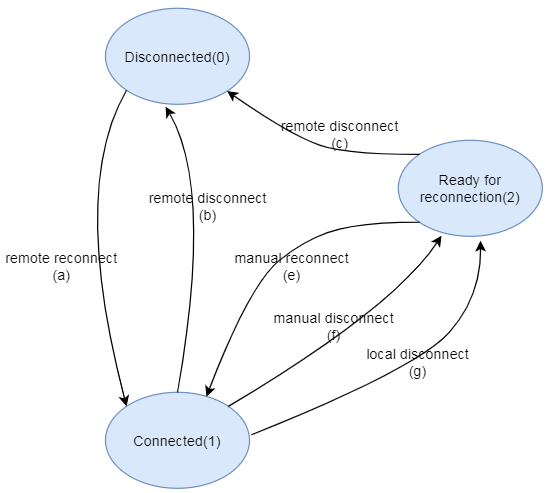 Disconnected(0)
remote disconnect
(c)
Ready for
reconnection(2)
remote disconnect
(b)
remote reconnect
(a)
manual reconnect
(e)
manual disconnect
(f)
local disconnect
(g)
Connected(1)